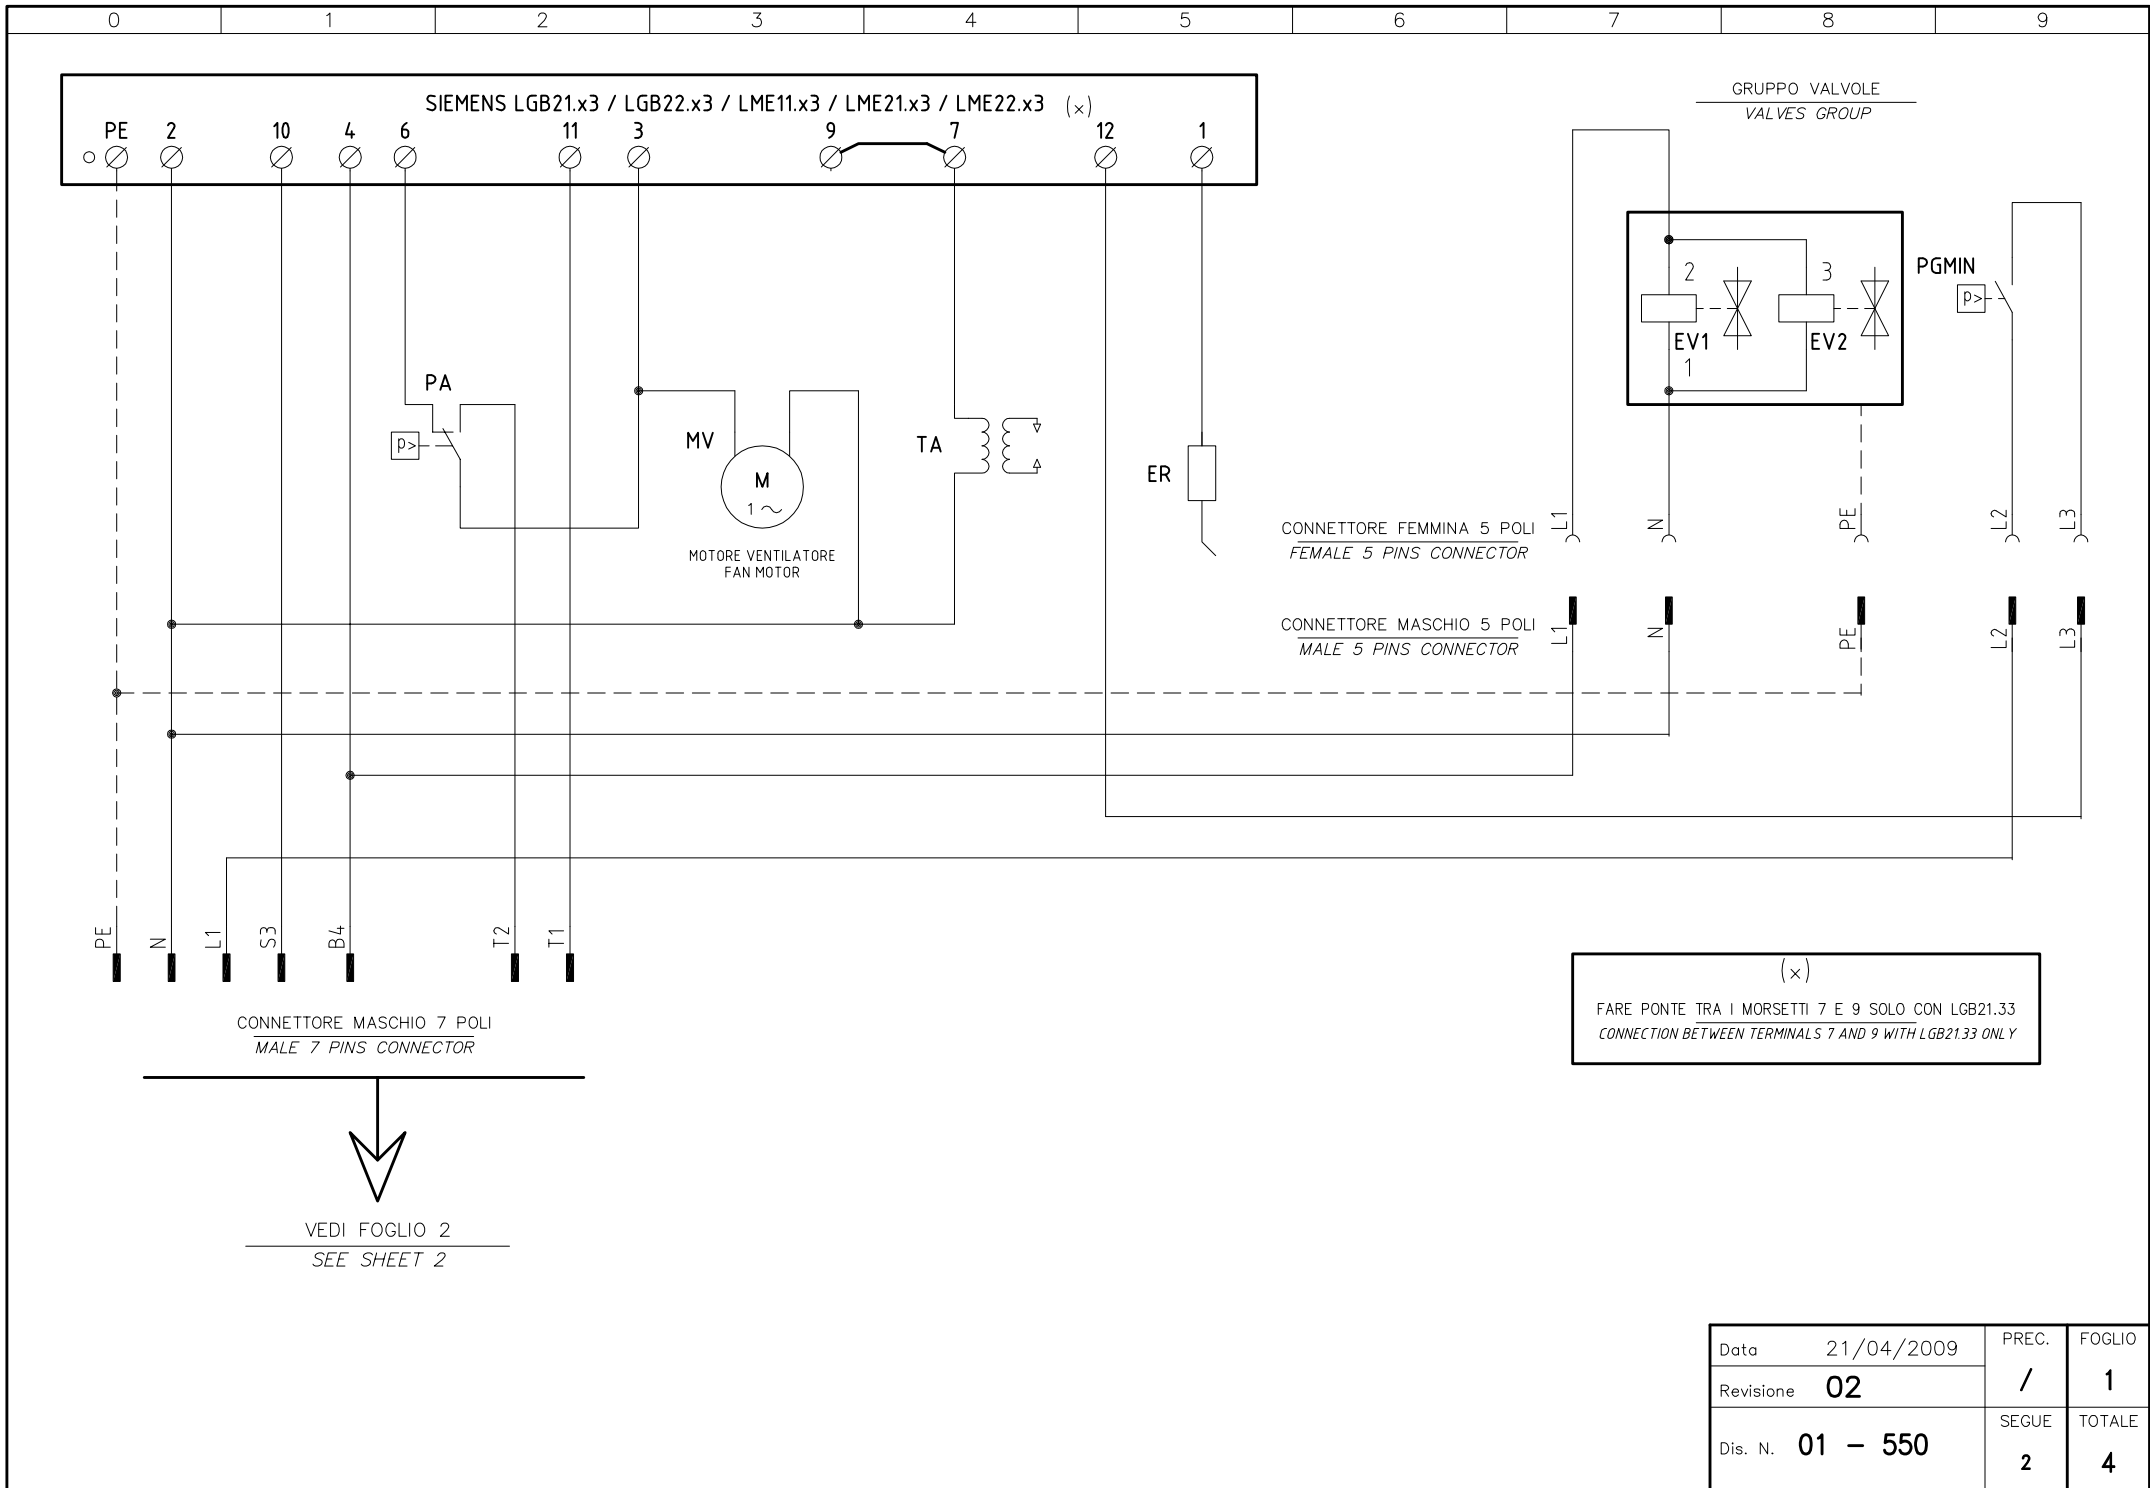 0 1 2 3 4 5 6 7 8 9
SIEMENS LGB21.x3 / LGB22.x3 / LME11.x3 / LME21.x3 / LME22.x3 (x)
PE 2 10 4 6 11 3 9 7 12 1
GRUPPO VALVOLE
VALVES GROUP
2 3
EV1 EV2
1
PGMIN
p>
PA
p>
MV
M
1 ~
MOTORE VENTILATORE
FAN MOTOR
TA
ER
CONNETTORE FEMMINA 5 POLI
FEMALE 5 PINS CONNECTOR
L1 N PE L2 L3
CONNETTORE MASCHIO 5 POLI
MALE 5 PINS CONNECTOR
L1 N PE L2 L3
PE N L1 S3 B4 T2 T1
CONNETTORE MASCHIO 7 POLI
MALE 7 PINS CONNECTOR
VEDI FOGLIO 2
SEE SHEET 2
(x)
FARE PONTE TRA I MORSETTI 7 E 9 SOLO CON LGB21.33
CONNECTION BETWEEN TERMINALS 7 AND 9 WITH LGB21.33 ONLY
Data 21/04/2009
Revisione 02
Dis. N. 01 - 550
PREC.
/
FOGLIO
1
SEGUE
2
TOTALE
4